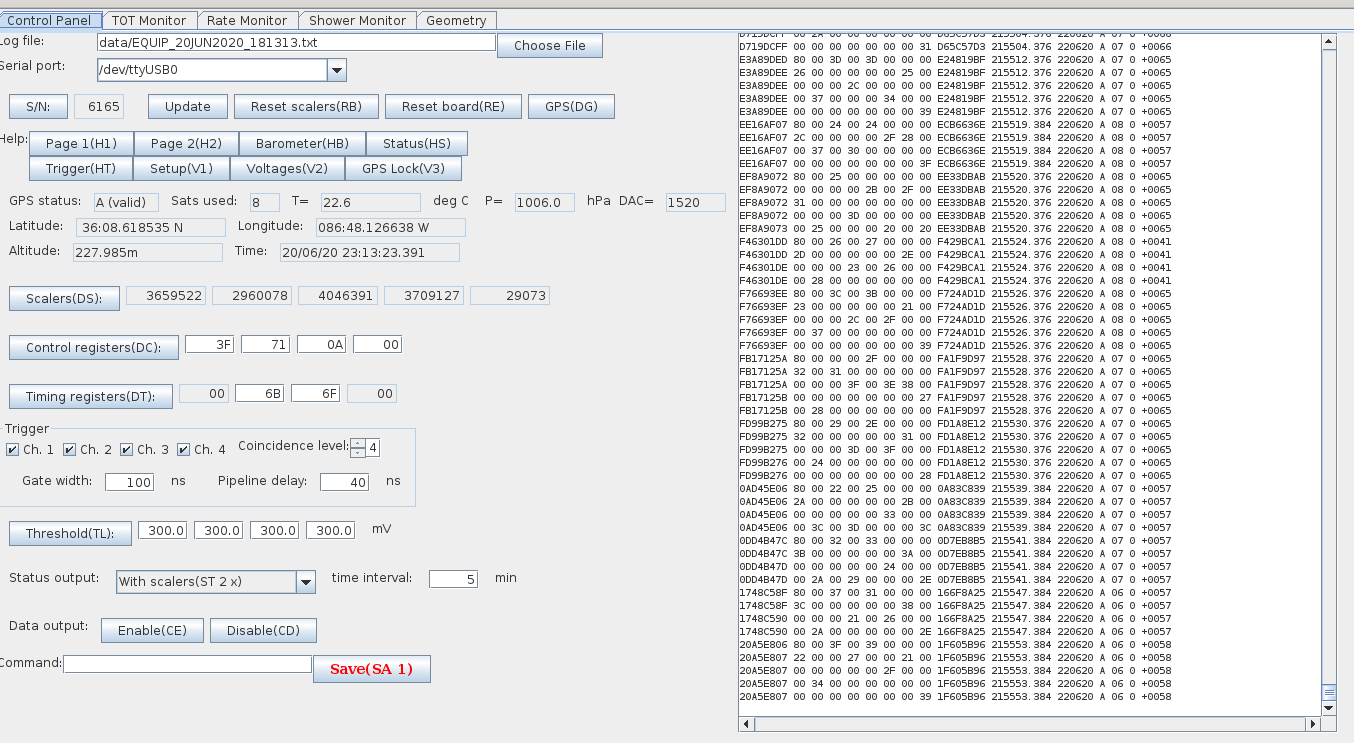 Control Panel TOT Monitor Rate Monitor Shower Monitor Geometry
Log file: data/EQUIP_20JUN2020_181313.txt Choose File
Serial port: /dev/ttyUSB0
S/N: 6165 Update Reset scalers(RB) Reset board(RE) GPS(DG)
Help: Page 1(H1) Page 2(H2) Barometer(HB) Status(HS)
Trigger(HT) Setup(V1) Voltages(V2) GPS Lock(V3)
GPS status: A (valid) Sats used: 8 T= 22.6 deg C P= 1006.0 hPa DAC= 1520
Latitude: 36:08.618535 N Longitude: 086:48.126638 W
Altitude: 227.985m Time: 20/06/20 23:13:23.391
Scalers(DS): 3659522 2960078 4046391 3709127 29073
Control registers(DC): 3F 71 0A 00
Timing registers(DT): 00 6B 6F 00
Trigger
Ch. 1 Ch. 2 Ch. 3 Ch. 4 Coincidence level: 4
Gate width: 100 ns Pipeline delay: 40 ns
Threshold(TL): 300.0 300.0 300.0 300.0 mV
Status output: With scalers(ST 2 x) time interval: 5 min
Data output: Enable(CE) Disable(CD)
Command: Save(SA 1)
D719DCFF 00 00 00 00 00 00 00 31 D65C57D3 215504.376 220620 A 07 0 +0066
E3A89DED 80 00 3D 00 3D 00 00 00 E24819BF 215512.376 220620 A 07 0 +0065
E3A89DEE 26 00 00 00 00 00 25 00 E24819BF 215512.376 220620 A 07 0 +0065
E3A89DEE 00 00 00 2C 00 00 00 00 E24819BF 215512.376 220620 A 07 0 +0065
E3A89DEE 00 37 00 00 00 34 00 00 E24819BF 215512.376 220620 A 07 0 +0065
E3A89DEE 00 00 00 00 00 00 00 39 E24819BF 215512.376 220620 A 07 0 +0065
EE16AF07 80 00 24 00 24 00 00 00 ECB6636E 215519.384 220620 A 08 0 +0057
EE16AF07 2C 00 00 00 00 2F 28 00 ECB6636E 215519.384 220620 A 08 0 +0057
EE16AF07 00 37 00 30 00 00 00 00 ECB6636E 215519.384 220620 A 08 0 +0057
EE16AF07 00 00 00 00 00 00 00 3F ECB6636E 215519.384 220620 A 08 0 +0057
EF8A9072 80 00 25 00 00 00 00 00 EE33DBAB 215520.376 220620 A 08 0 +0065
EF8A9072 00 00 00 00 2B 00 2F 00 EE33DBAB 215520.376 220620 A 08 0 +0065
EF8A9072 31 00 00 00 00 00 00 00 EE33DBAB 215520.376 220620 A 08 0 +0065
EF8A9072 00 00 00 3D 00 00 00 00 EE33DBAB 215520.376 220620 A 08 0 +0065
EF8A9073 00 25 00 00 00 20 00 20 EE33DBAB 215520.376 220620 A 08 0 +0065
F46301DD 80 00 26 00 27 00 00 00 F429BCA1 215524.376 220620 A 08 0 +0041
F46301DD 2D 00 00 00 00 00 2E 00 F429BCA1 215524.376 220620 A 08 0 +0041
F46301DE 00 00 00 23 00 26 00 00 F429BCA1 215524.376 220620 A 08 0 +0041
F46301DE 00 28 00 00 00 00 00 00 F429BCA1 215524.376 220620 A 08 0 +0041
F76693EE 80 00 3C 00 3B 00 00 00 F724AD1D 215526.376 220620 A 08 0 +0065
F76693EF 23 00 00 00 00 00 21 00 F724AD1D 215526.376 220620 A 08 0 +0065
F76693EF 00 00 00 2C 00 2F 00 00 F724AD1D 215526.376 220620 A 08 0 +0065
F76693EF 00 37 00 00 00 00 00 00 F724AD1D 215526.376 220620 A 08 0 +0065
F76693EF 00 00 00 00 00 00 00 39 F724AD1D 215526.376 220620 A 08 0 +0065
FB17125A 80 00 00 00 2F 00 00 00 FA1F9D97 215528.376 220620 A 07 0 +0065
FB17125A 32 00 31 00 00 00 00 00 FA1F9D97 215528.376 220620 A 07 0 +0065
FB17125A 00 00 00 3F 00 3E 38 00 FA1F9D97 215528.376 220620 A 07 0 +0065
FB17125B 00 00 00 00 00 00 00 27 FA1F9D97 215528.376 220620 A 07 0 +0065
FB17125B 00 28 00 00 00 00 00 00 FA1F9D97 215528.376 220620 A 07 0 +0065
FD99B275 80 00 29 00 2E 00 00 00 FD1A8E12 215530.376 220620 A 07 0 +0065
FD99B275 32 00 00 00 00 00 31 00 FD1A8E12 215530.376 220620 A 07 0 +0065
FD99B275 00 00 00 3D 00 3F 00 00 FD1A8E12 215530.376 220620 A 07 0 +0065
FD99B276 00 24 00 00 00 00 00 00 FD1A8E12 215530.376 220620 A 07 0 +0065
FD99B276 00 00 00 00 00 00 00 28 FD1A8E12 215530.376 220620 A 07 0 +0065
0AD45E06 80 00 22 00 25 00 00 00 0A83C839 215539.384 220620 A 07 0 +0057
0AD45E06 2A 00 00 00 00 00 2B 00 0A83C839 215539.384 220620 A 07 0 +0057
0AD45E06 00 00 00 00 00 33 00 00 0A83C839 215539.384 220620 A 07 0 +0057
0AD45E06 00 3C 00 3D 00 00 00 3C 0A83C839 215539.384 220620 A 07 0 +0057
0DD4B47C 80 00 32 00 33 00 00 00 0D7EB8B5 215541.384 220620 A 07 0 +0057
0DD4B47C 3B 00 00 00 00 00 3A 00 0D7EB8B5 215541.384 220620 A 07 0 +0057
0DD4B47D 00 00 00 00 00 24 00 00 0D7EB8B5 215541.384 220620 A 07 0 +0057
0DD4B47D 00 2A 00 29 00 00 00 2E 0D7EB8B5 215541.384 220620 A 07 0 +0057
1748C58F 80 00 37 00 31 00 00 00 166F8A25 215547.384 220620 A 06 0 +0057
1748C58F 3C 00 00 00 00 00 38 00 166F8A25 215547.384 220620 A 06 0 +0057
1748C590 00 00 00 21 00 26 00 00 166F8A25 215547.384 220620 A 06 0 +0057
1748C590 00 2A 00 00 00 00 00 2E 166F8A25 215547.384 220620 A 06 0 +0057
20A5E806 80 00 3F 00 39 00 00 00 1F605B96 215553.384 220620 A 06 0 +0058
20A5E807 22 00 00 27 00 00 21 00 1F605B96 215553.384 220620 A 06 0 +0058
20A5E807 00 00 00 00 00 2F 00 00 1F605B96 215553.384 220620 A 06 0 +0058
20A5E807 00 34 00 00 00 00 00 00 1F605B96 215553.384 220620 A 06 0 +0058
20A5E807 00 00 00 00 00 00 00 39 1F605B96 215553.384 220620 A 06 0 +0058